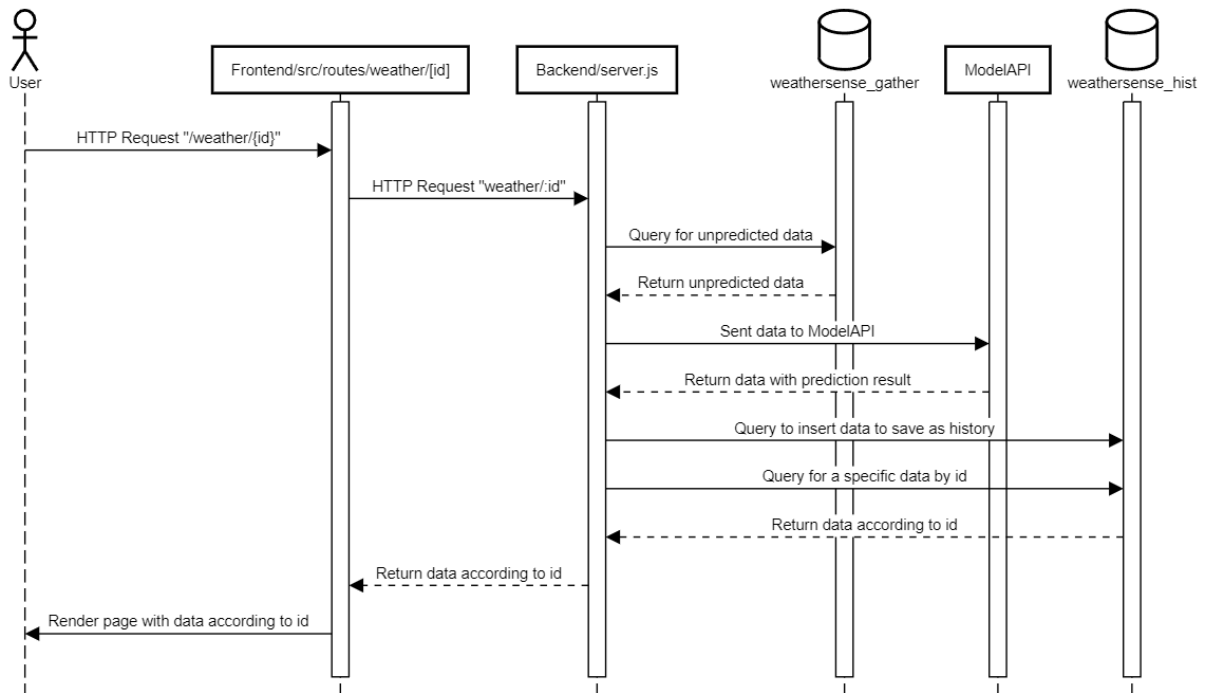 User
Frontend/src/routes/weather/[id]
Backend/server.js
weathersense_gather
ModelAPI
weathersense_hist
HTTP Request "/weather/{id}"
HTTP Request "weather/:id"
Query for unpredicted data
Return unpredicted data
Sent data to ModelAPI
Return data with prediction result
Query to insert data to save as history
Query for a specific data by id
Return data according to id
Return data according to id
Render page with data according to id